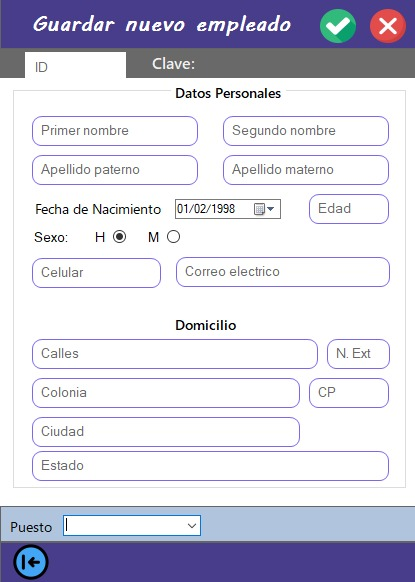 Guardar nuevo empleado
ID Clave:
Datos Personales
Primer nombre Segundo nombre
Apellido paterno Apellido materno
Fecha de Nacimiento 01/02/1998 Edad
Sexo: H M
Celular Correo electrico
Domicilio
Calles N. Ext
Colonia CP
Ciudad
Estado
Puesto